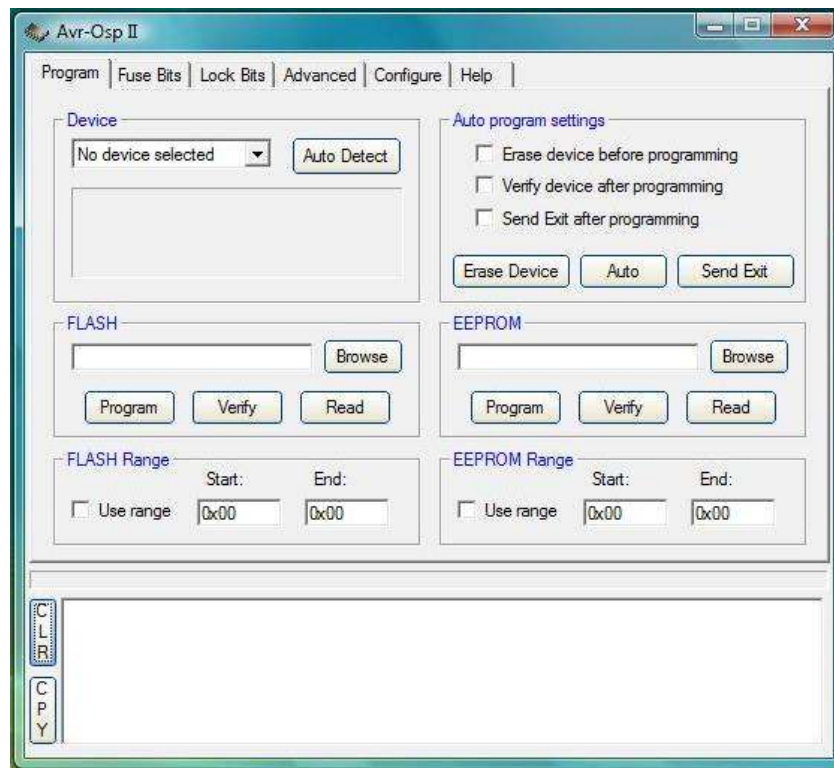 Avr-Osp II
Program Fuse Bits Lock Bits Advanced Configure Help
Device
No device selected Auto Detect
Auto program settings
Erase device before programming
Verify device after programming
Send Exit after programming
Erase Device Auto Send Exit
FLASH
Browse
Program Verify Read
EEPROM
Browse
Program Verify Read
FLASH Range
Start: End:
Use range 0x00 0x00
EEPROM Range
Start: End:
Use range 0x00 0x00
CLR
CPY